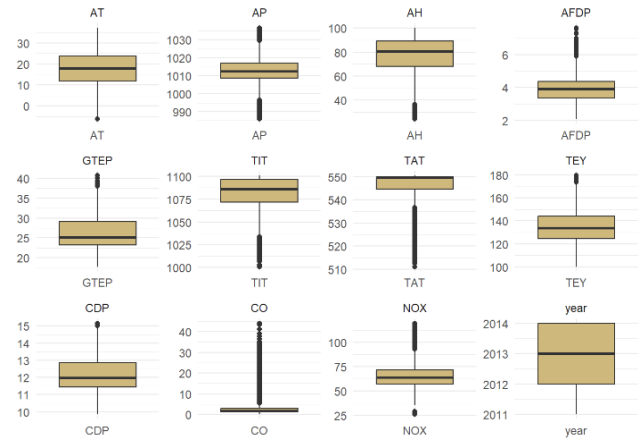 AT
AP
AH
AFDP
30
20
10
0
1030
1020
1010
1000
990
100
80
60
40
6
4
2
AT
AP
AH
AFDP
GTEP
TIT
TAT
TEY
40
35
30
25
20
1100
1075
1050
1025
1000
550
540
530
520
510
180
160
140
120
100
GTEP
TIT
TAT
TEY
CDP
CO
NOX
year
15
14
13
12
11
10
40
30
20
10
0
100
75
50
25
2014
2013
2012
2011
CDP
CO
NOX
year